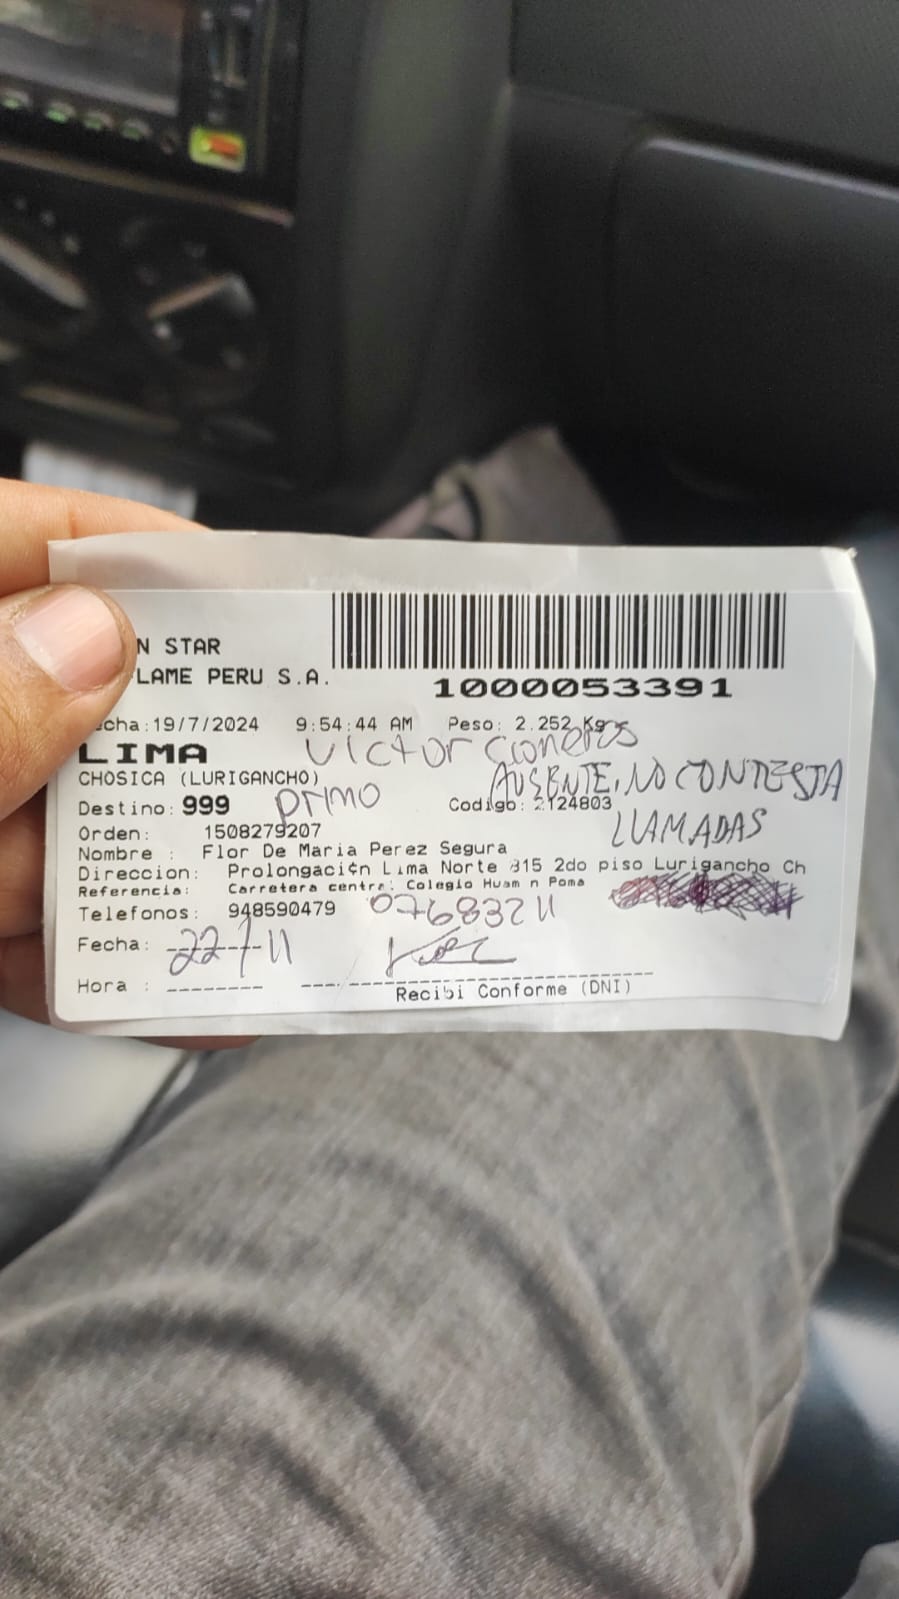 N STAR
LAME PERU S.A.
1000053391
cha:19/7/2024 9:54:44 AM Peso: 2.252 Kgs
LIMA Victor
CHOSICA (LURIGANCHO)
AUSENTE, NO CONTESTA
Destino: 999 primo Codigo: 2124803
LLAMADAS
Orden: 1508279207
Nombre : Flor De Maria Perez Segura
Direccion: Prolongación Lima Norte 815 2do piso Lurigancho Ch
Referencia: Carretera centra: Colegio Huam n Poma
Telefonos: 948590479 07683211
Fecha: 22-7-11
Hora :
Recibi Conforme (DNI)